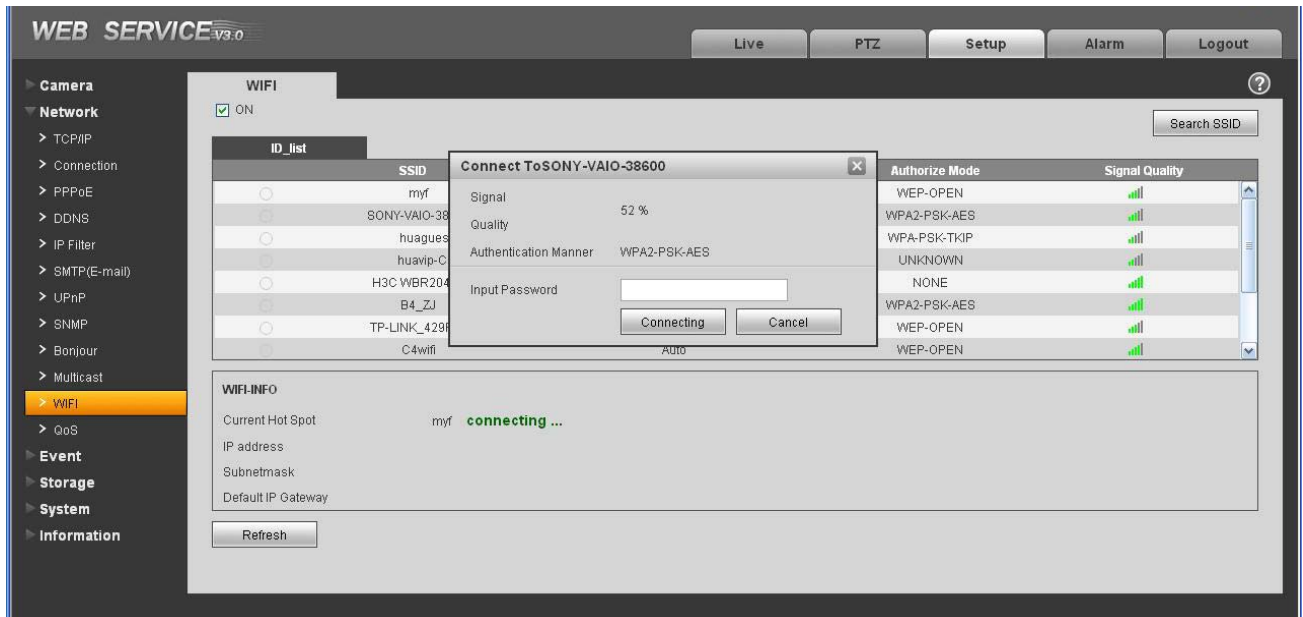 WEB SERVICE V3.0
Live PTZ Setup Alarm Logout
Camera
Network
> TCP/IP
> Connection
> PPPoE
> DDNS
> IP Filter
> SMTP(E-mail)
> UPnP
> SNMP
> Bonjour
> Multicast
> WIFI
> QoS
Event
Storage
System
Information
WIFI
?
ON
Search SSID
ID_list
SSID Authorize Mode Signal Quality
myf WEP-OPEN
SONY-VAIO-38 WPA2-PSK-AES
huagues WPA-PSK-TKIP
huavip-C UNKNOWN
H3C WBR204 NONE
B4_ZJ WPA2-PSK-AES
TP-LINK_429 WEP-OPEN
C4wifi Auto WEP-OPEN
Connect ToSONY-VAIO-38600
Signal
Quality 52 %
Authentication Manner WPA2-PSK-AES
Input Password
Connecting Cancel
WIFI-INFO
Current Hot Spot myf connecting ...
IP address
Subnetmask
Default IP Gateway
Refresh